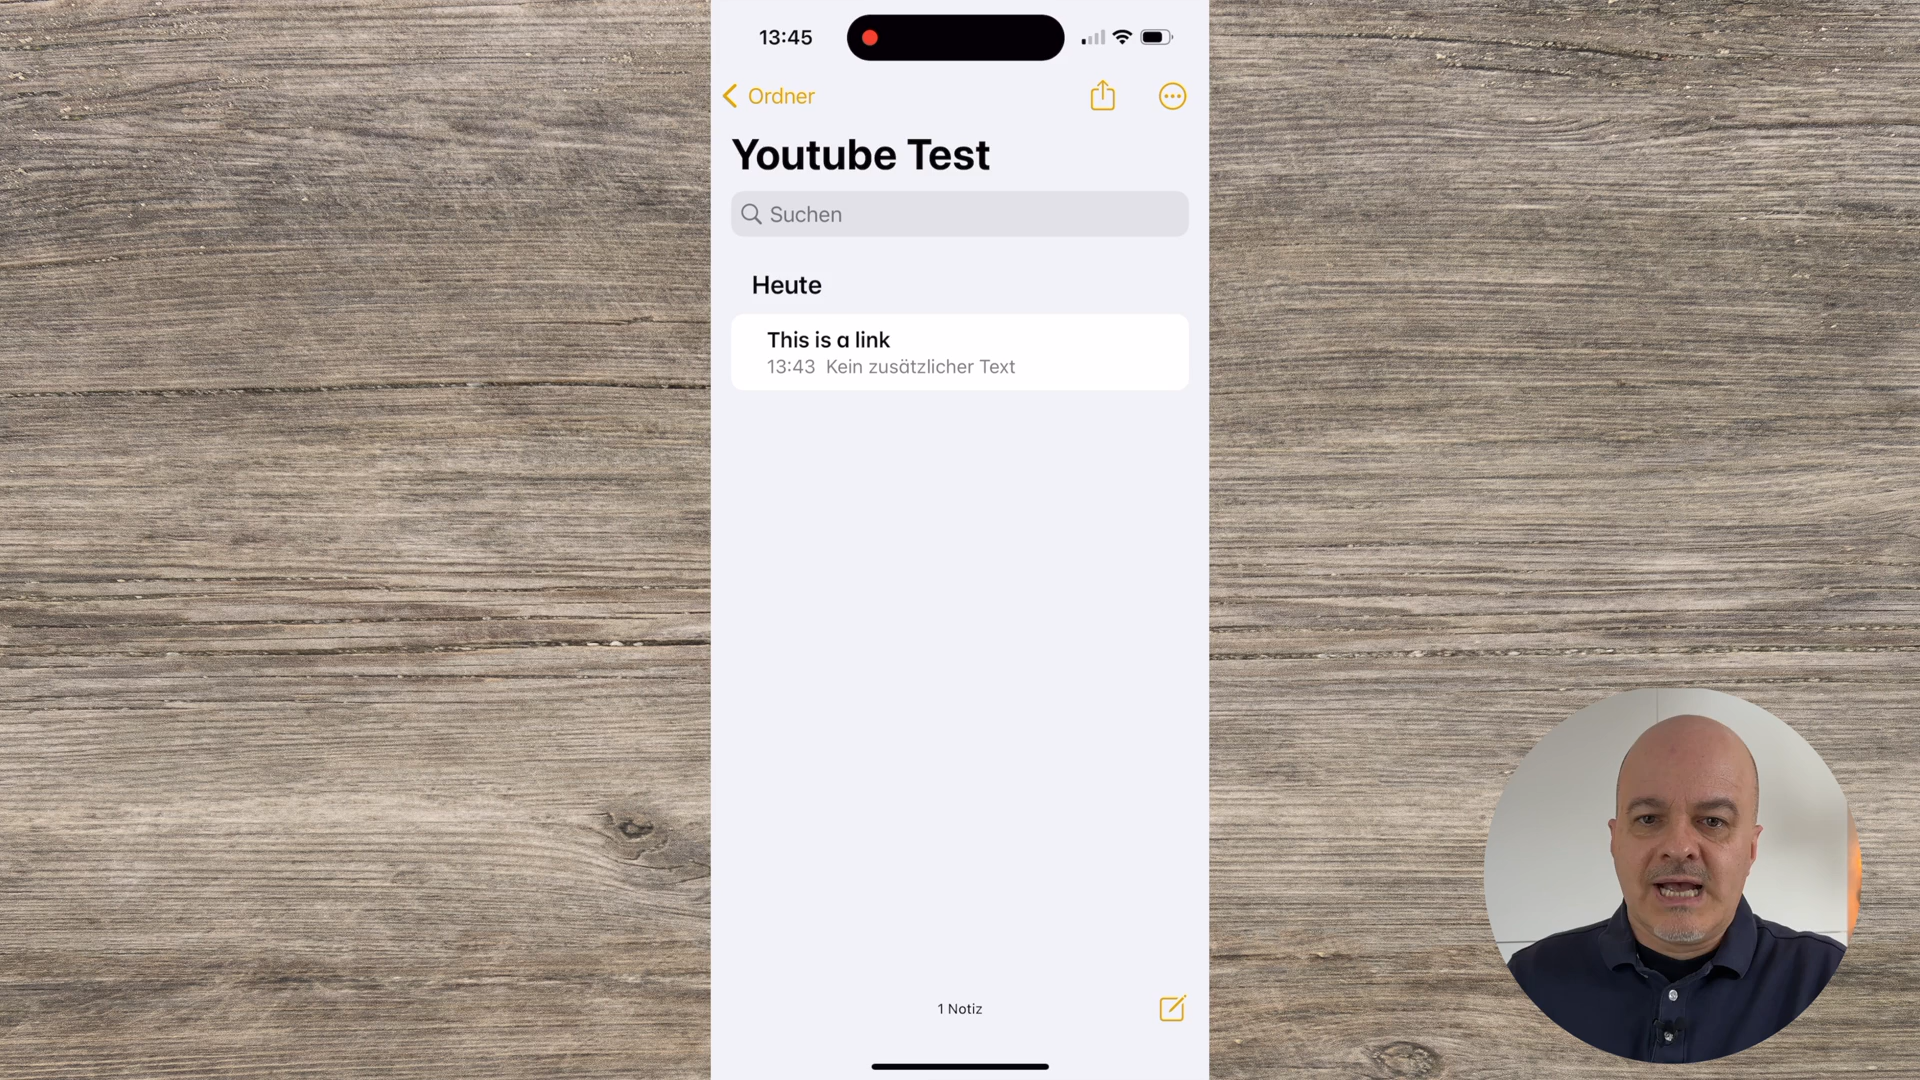 13:45
Ordner
Youtube Test
Suchen
Heute
This is a link
13:43 Kein zusätzlicher Text
1 Notiz